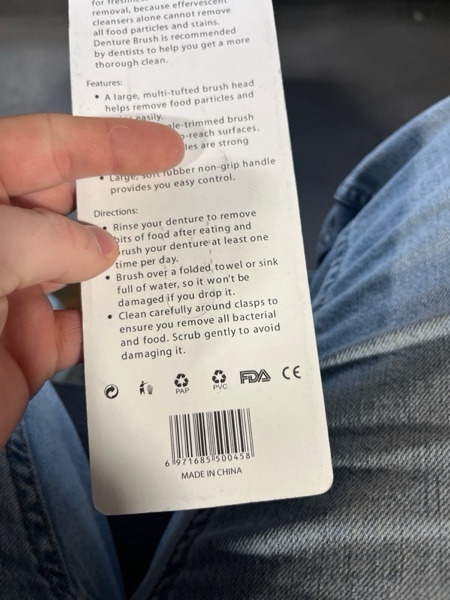 for freshness
removal, because effervescent
cleansers alone cannot remove
all food particles and stains.
Denture Brush is recommended
by dentists to help you get a more
thorough clean.
Features:
• A large, multi-tufted brush head
helps remove food particles and
easily.
-trimmed brush
-reach surfaces.
are strong
• Large, soft rubber non-grip handle
provides you easy control.
Directions:
Rinse your denture to remove
bits of food after eating and
brush your denture at least one
time per day.
• Brush over a folded towel or sink
full of water, so it won't be
damaged if you drop it.
• Clean carefully around clasps to
ensure you remove all bacterial
and food. Scrub gently to avoid
damaging it.
PAP PVC FDA CE
6 971685 500458
MADE IN CHINA